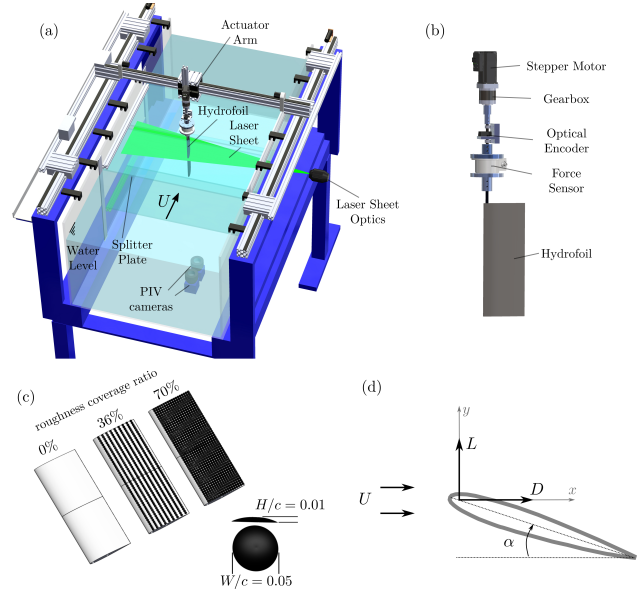 (a)
Actuator
Arm
Hydrofoil
Laser
Sheet
U
Laser Sheet
Optics
Water
Level
Splitter
Plate
PIV
cameras
(b)
Stepper Motor
Gearbox
Optical
Encoder
Force
Sensor
Hydrofoil
(c)
roughness coverage ratio
0%
36%
70%
H/c = 0.01
W/c = 0.05
(d)
y
L
U
D
x
α